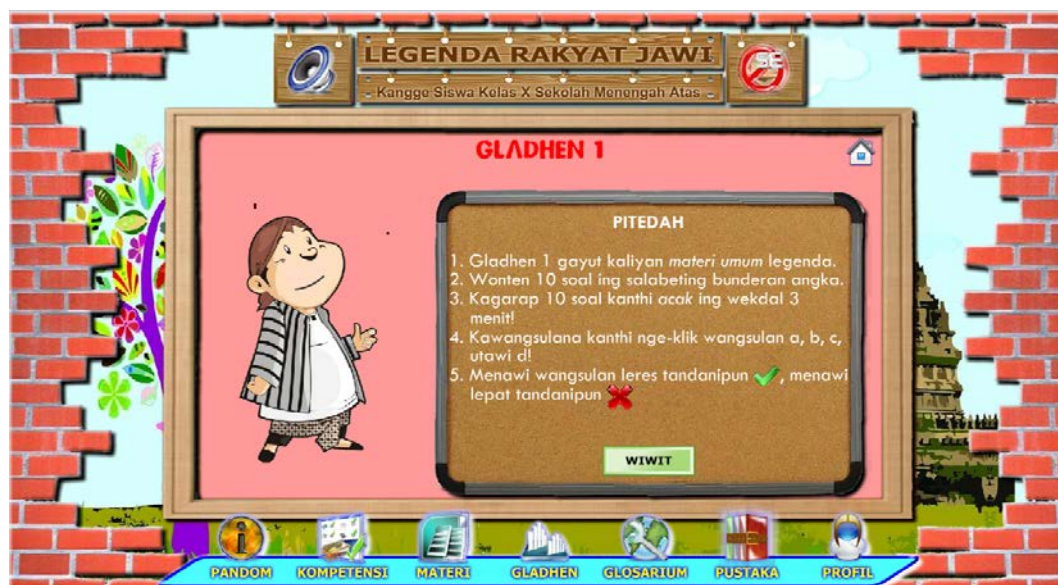 LEGENDA RAKYAT JAWI
Kangge Siswa Kelas X Sekolah Menengah Atas
SE
GLADHEN 1
PITEDAH
1. Gladhen 1 gayut kaliyan materi umum legenda.
2. Wonten 10 soal ing salabeting bunderan angka.
3. Kagarap 10 soal kanthi acak ing wekdal 3
menit!
4. Kawangsulana kanthi nge-klik wangsulan a, b, c,
utawi d!
5. Menawi wangsulan leres tandanipun ✔, menawi
lepat tandanipun ✖
WIWIT
PANDOM KOMPETENSI MATERI GLADHEN GLOSARIUM PUSTAKA PROFIL